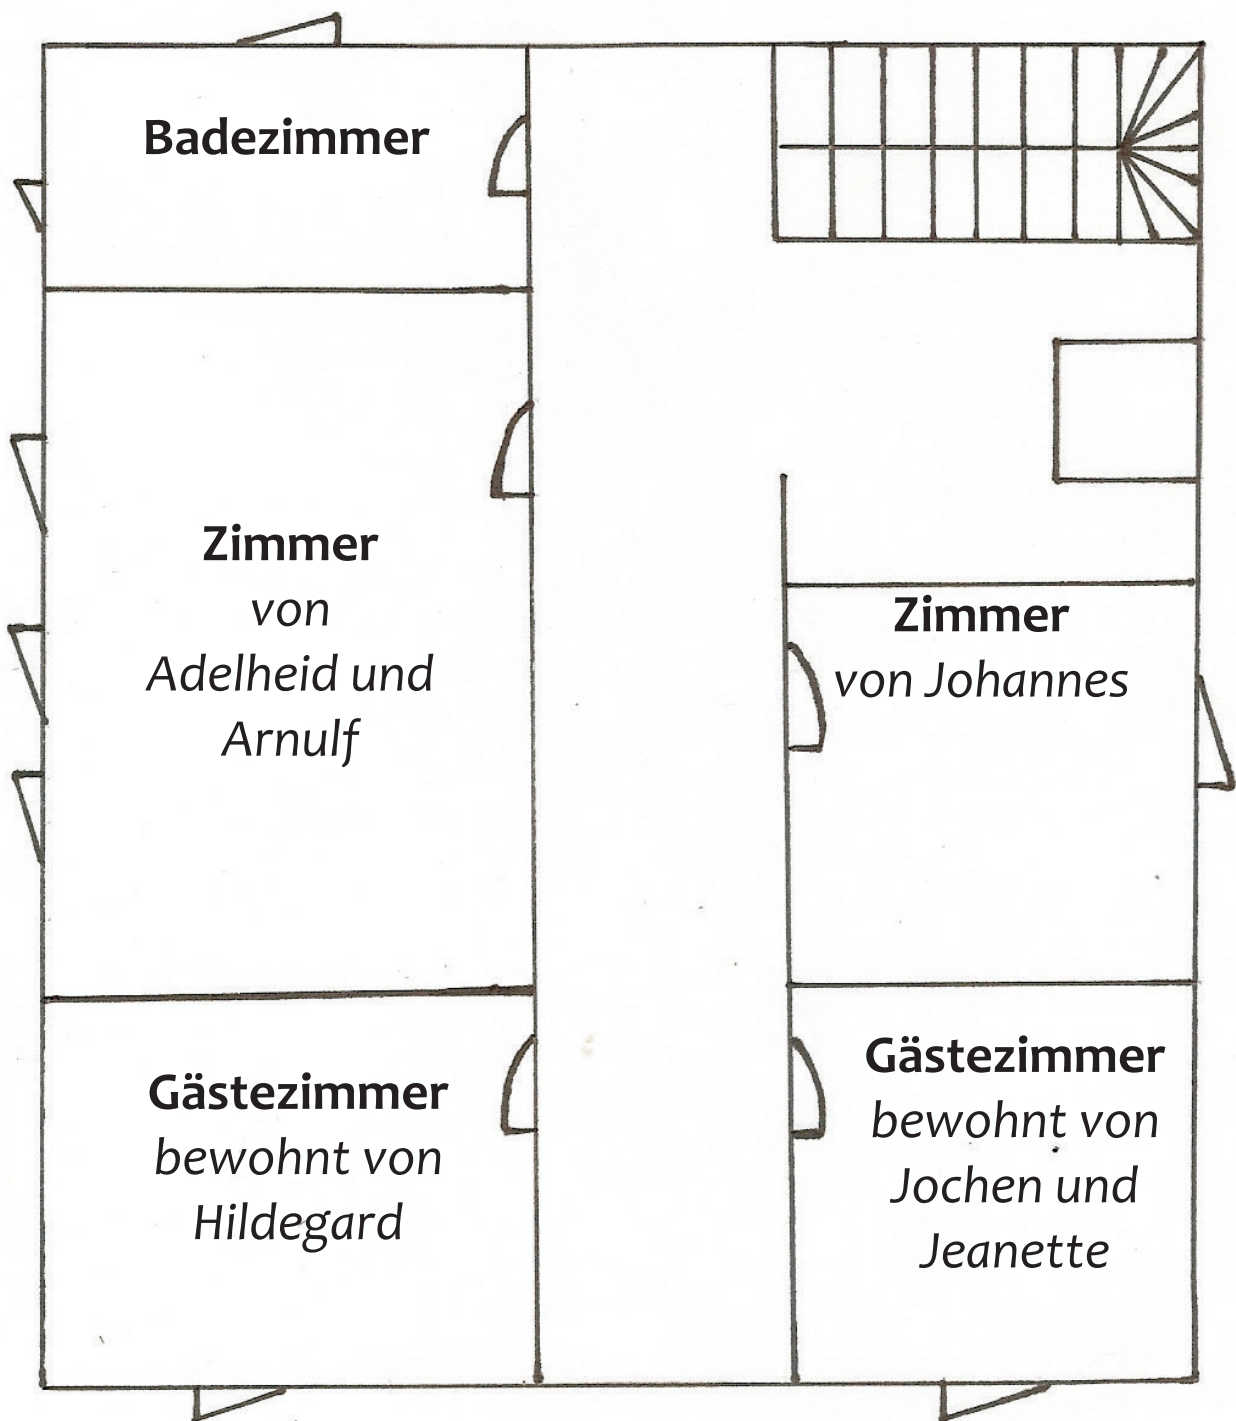 Badezimmer
Zimmer
von
Adelheid und
Arnulf
Zimmer
von Johannes
Gästezimmer
bewohnt von
Hildegard
Gästezimmer
bewohnt von
Jochen und
Jeanette